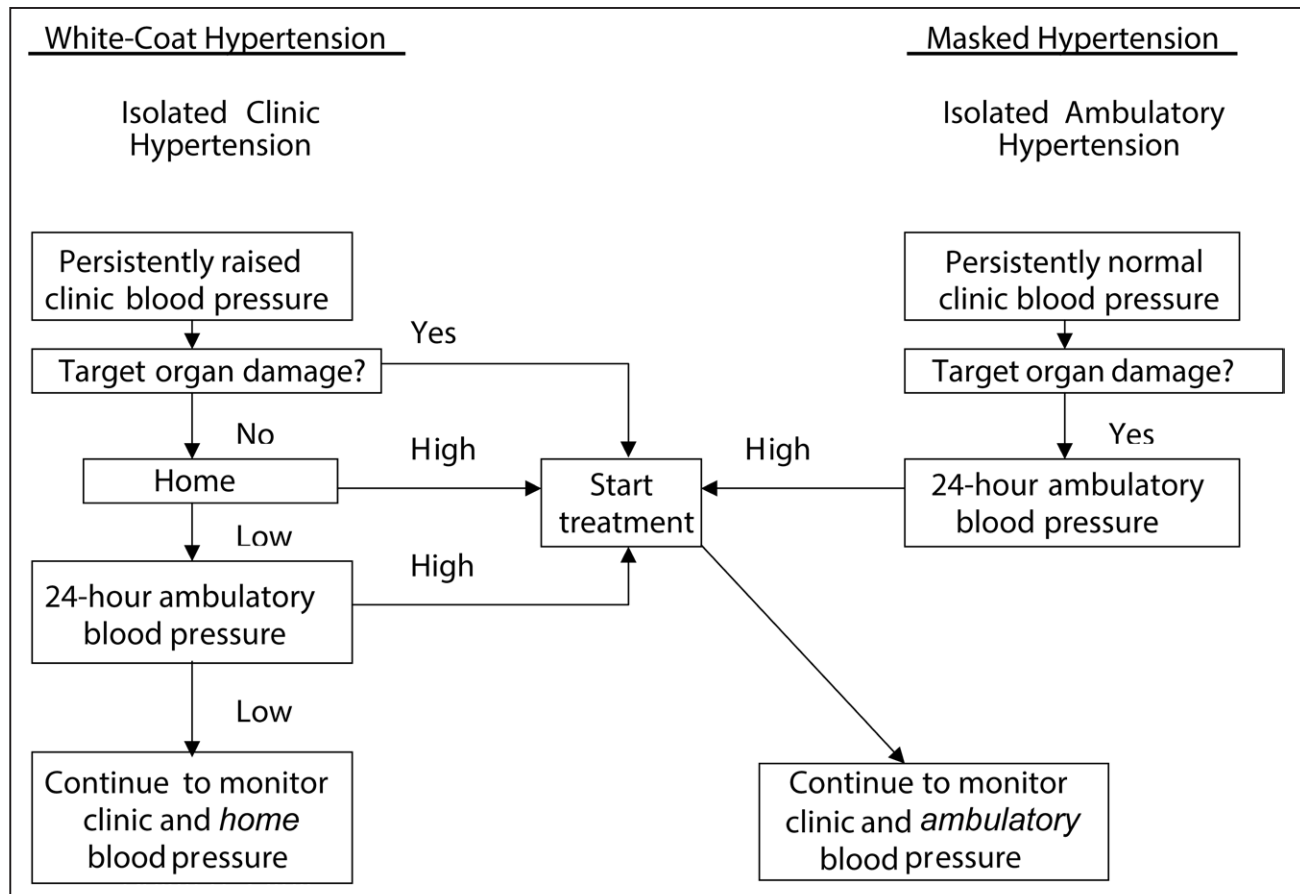 White-Coat Hypertension
Isolated Clinic
Hypertension
Persistently raised
clinic blood pressure
Target organ damage?
Yes
No
Home
High
Low
24-hour ambulatory
blood pressure
High
Low
Continue to monitor
clinic and home
blood pressure
Start
treatment
Masked Hypertension
Isolated Ambulatory
Hypertension
Persistently normal
clinic blood pressure
Target organ damage?
Yes
24-hour ambulatory
blood pressure
High
Continue to monitor
clinic and ambulatory
blood pressure